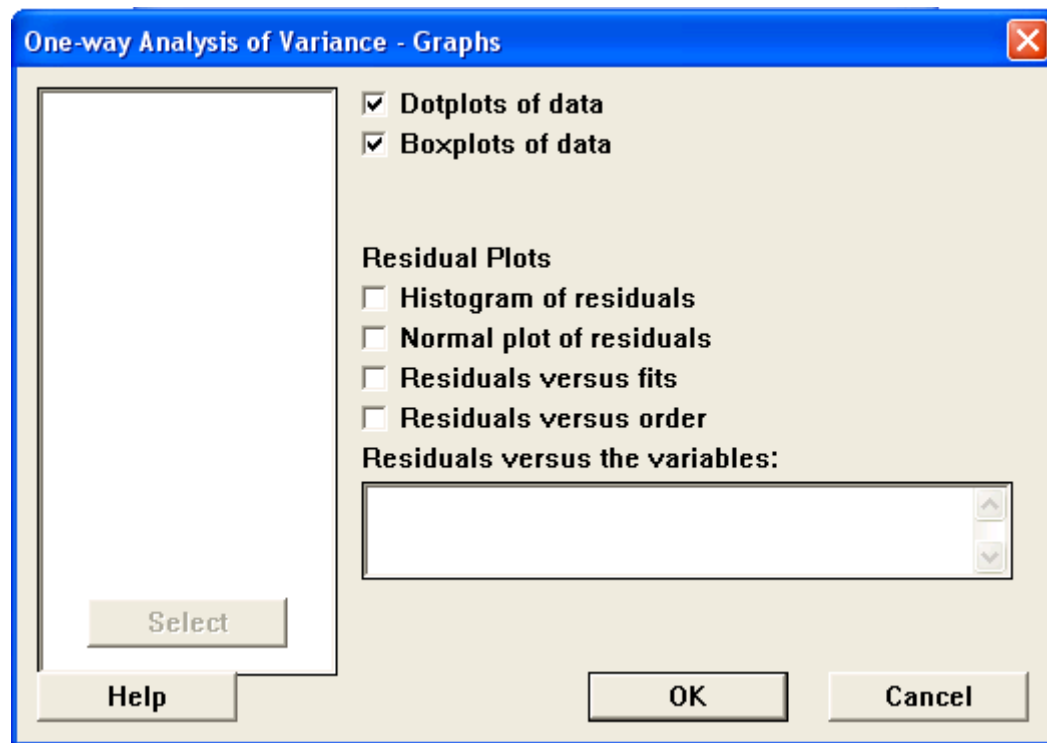 One-way Analysis of Variance - Graphs
Dotplots of data
Boxplots of data
Residual Plots
Histogram of residuals
Normal plot of residuals
Residuals versus fits
Residuals versus order
Residuals versus the variables:
Select
Help
OK
Cancel